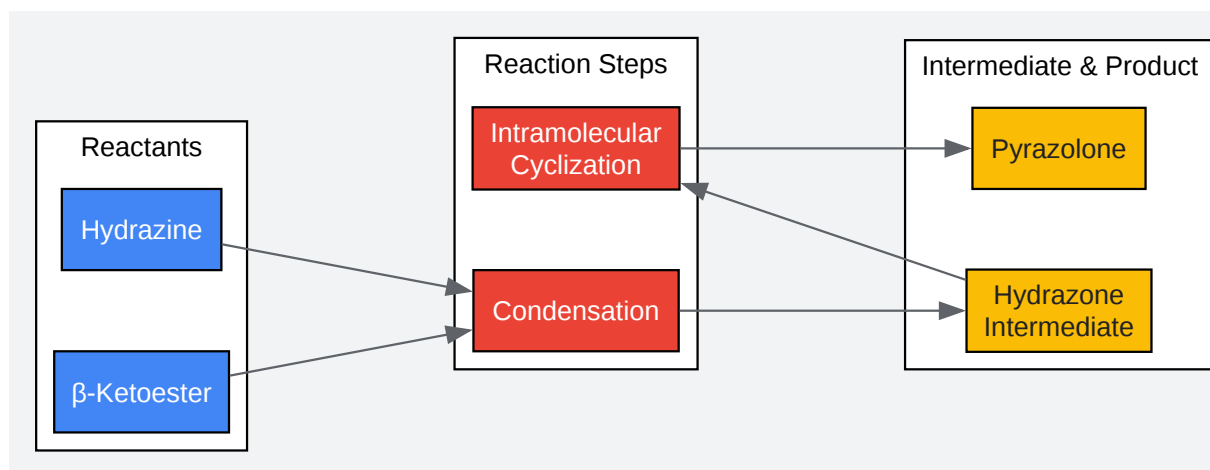 Reactants
Hydrazine
β-Ketoester
Reaction Steps
Intramolecular
Cyclization
Condensation
Intermediate & Product
Pyrazolone
Hydrazone
Intermediate